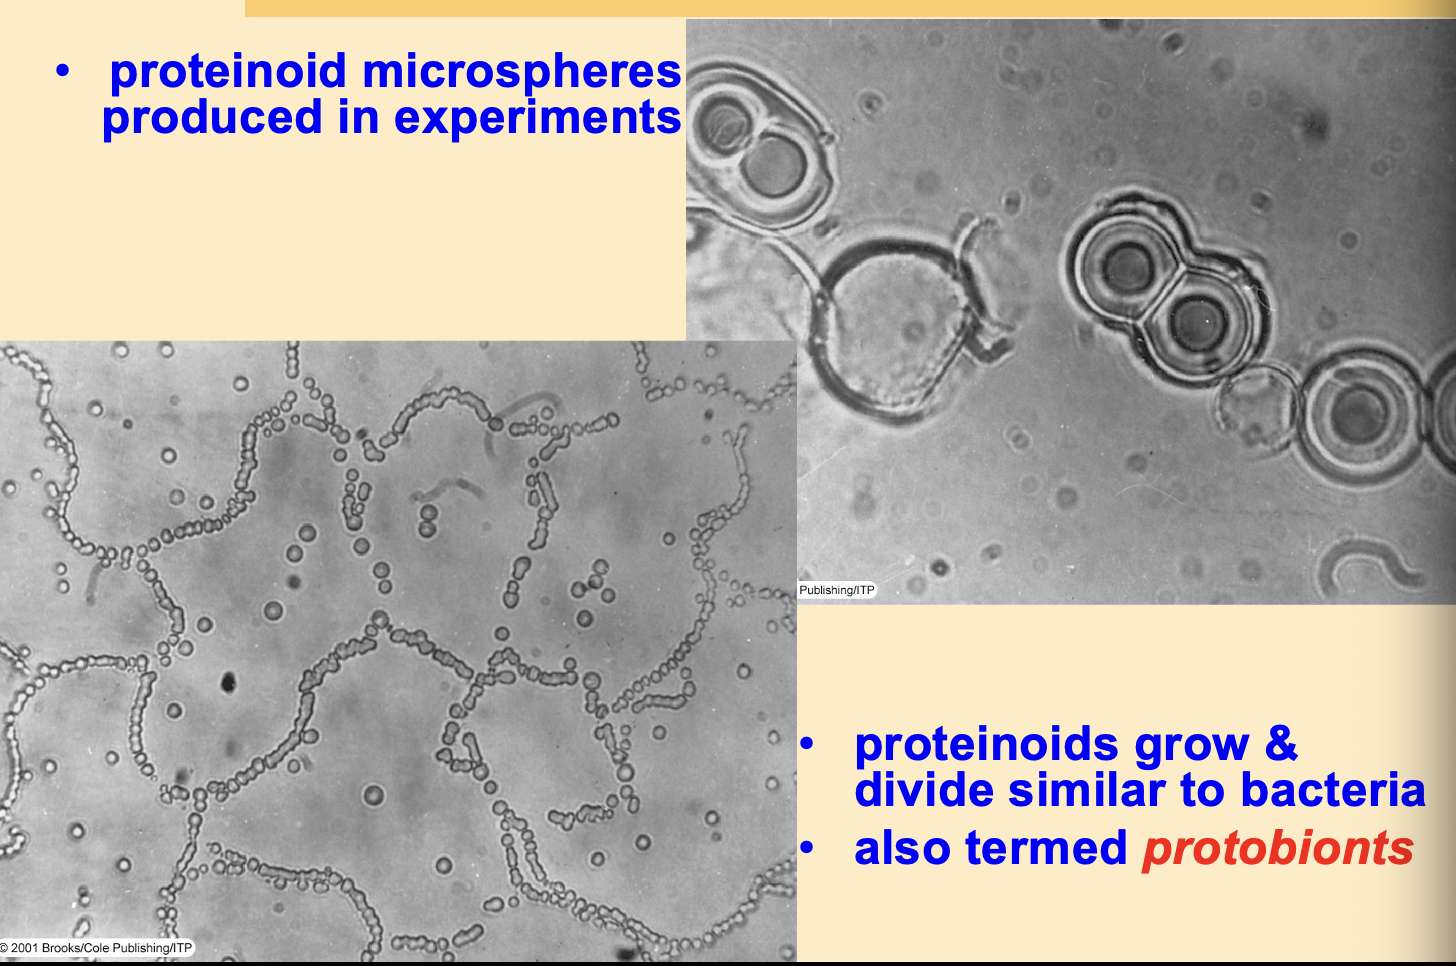 • proteinoid microspheres
produced in experiments
Publishing/ITP
• proteinoids grow &
divide similar to bacteria
• also termed protobionts
© 2001 Brooks/Cole Publishing/ITP